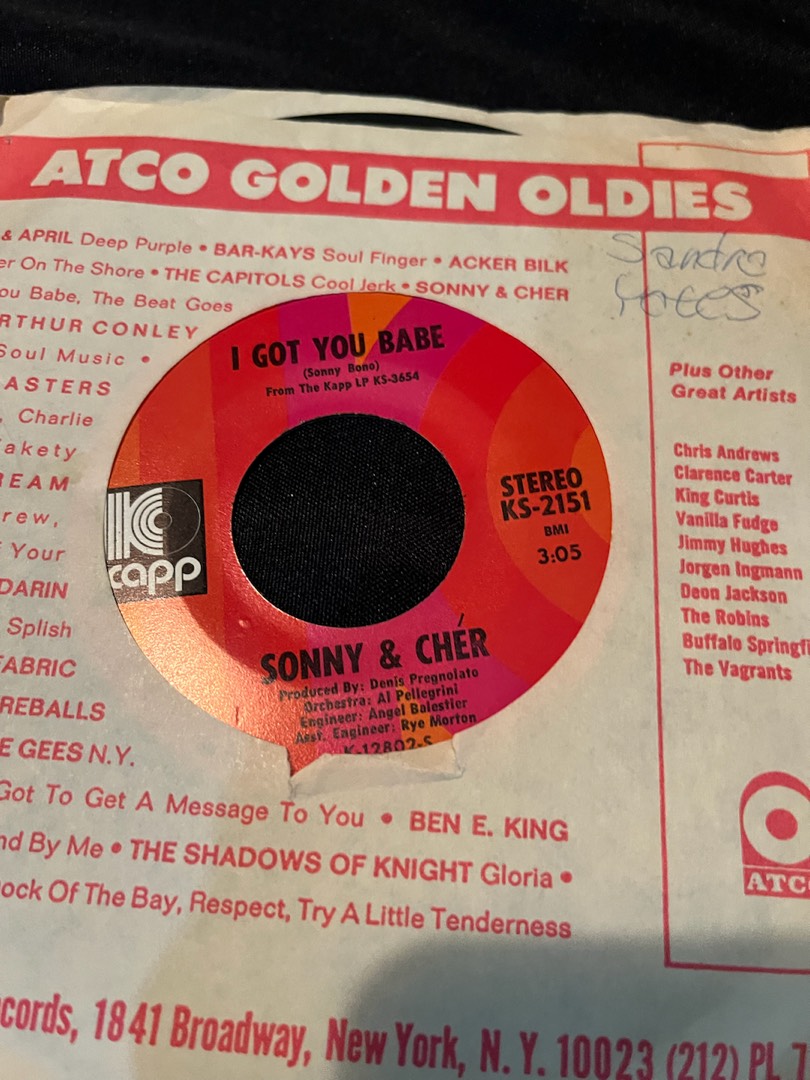 ATCO GOLDEN OLDIES
& APRIL Deep Purple • BAR-KAYS Soul Finger • ACKER BILK
er On The Shore • THE CAPITOLS Cool Jerk • SONNY & CHER
ou Babe, The Beat Goes
RTHUR CONLEY
Soul Music •
ASTERS
, Charlie
akety
REAM
rew,
f Your
DARIN
Splish
FABRIC
REBALLS
E GEES N.Y.
Got To Get A Message To You • BEN E. KING
nd By Me • THE SHADOWS OF KNIGHT Gloria •
ock Of The Bay, Respect, Try A Little Tenderness
cords, 1841 Broadway, New York, N. Y. 10023 (212) PL 7
Sandra
Yates
Plus Other
Great Artists
Chris Andrews
Clarence Carter
King Curtis
Vanilla Fudge
Jimmy Hughes
Jorgen Ingmann
Deon Jackson
The Robins
Buffalo Springfi
The Vagrants
ATCO
I GOT YOU BABE
(Sonny Bono)
From The Kapp LP KS-3654
K
kapp
STEREO
KS-2151
BMI
3:05
SONNY & CHÉR
Produced By: Denis Pregnolato
Orchestra: Al Pellegrini
Engineer: Angel Balestier
Asst. Engineer: Rye Morton
K-12802-S